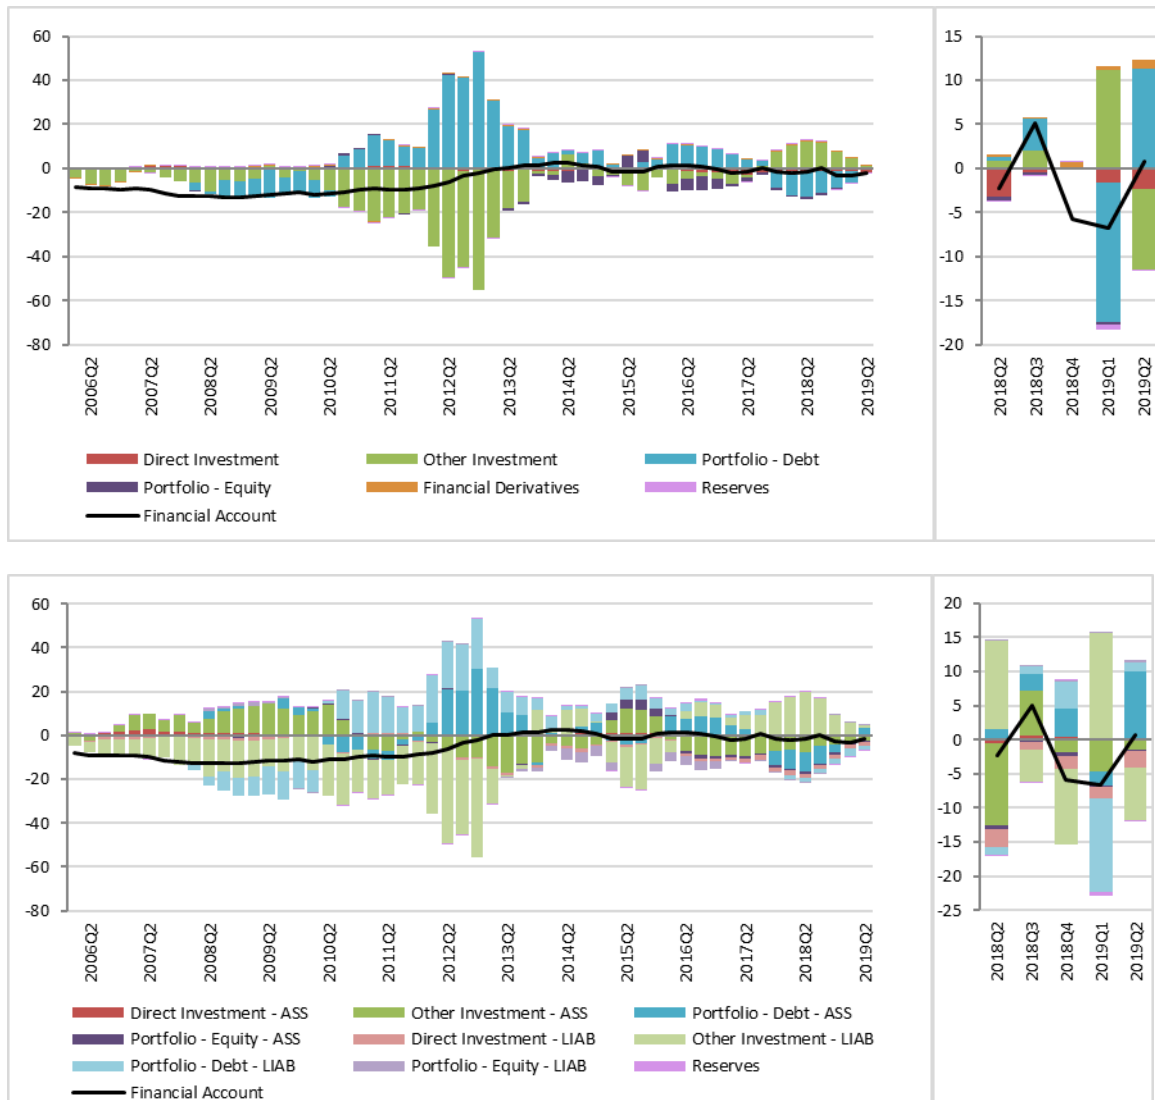 60
40
20
0
-20
-40
-60
-80
2006Q2
2007Q2
2008Q2
2009Q2
2010Q2
2011Q2
2012Q2
2013Q2
2014Q2
2015Q2
2016Q2
2017Q2
2018Q2
2019Q2
15
10
5
0
-5
-10
-15
-20
2018Q2
2018Q3
2018Q4
2019Q1
2019Q2
Direct Investment
Other Investment
Portfolio - Debt
Portfolio - Equity
Financial Derivatives
Reserves
Financial Account
60
40
20
0
-20
-40
-60
-80
2006Q2
2007Q2
2008Q2
2009Q2
2010Q2
2011Q2
2012Q2
2013Q2
2014Q2
2015Q2
2016Q2
2017Q2
2018Q2
2019Q2
20
15
10
5
0
-5
-10
-15
-20
-25
2018Q2
2018Q3
2018Q4
2019Q1
2019Q2
Direct Investment - ASS
Other Investment - ASS
Portfolio - Debt - ASS
Portfolio - Equity - ASS
Direct Investment - LIAB
Other Investment - LIAB
Portfolio - Debt - LIAB
Portfolio - Equity - LIAB
Reserves
Financial Account